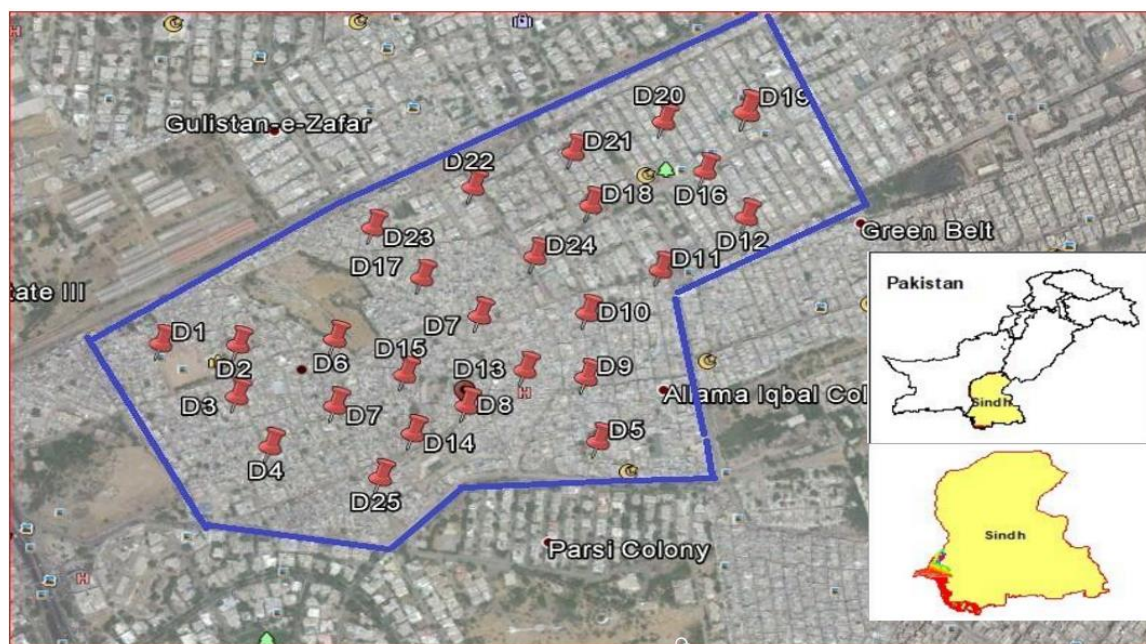 D20
D19
Gulistan-e-Zafar
D21
D22
D18
D16
D23
D24
D12
Green Belt
D17
D11
Pakistan
tate III
D7
D10
D1
D6
D15
D2
D13
D9
Sindh
D3
D7
D8
Allama Iqbal Col
D14
D5
D4
D25
Sindh
Parsi Colony
H
H
H